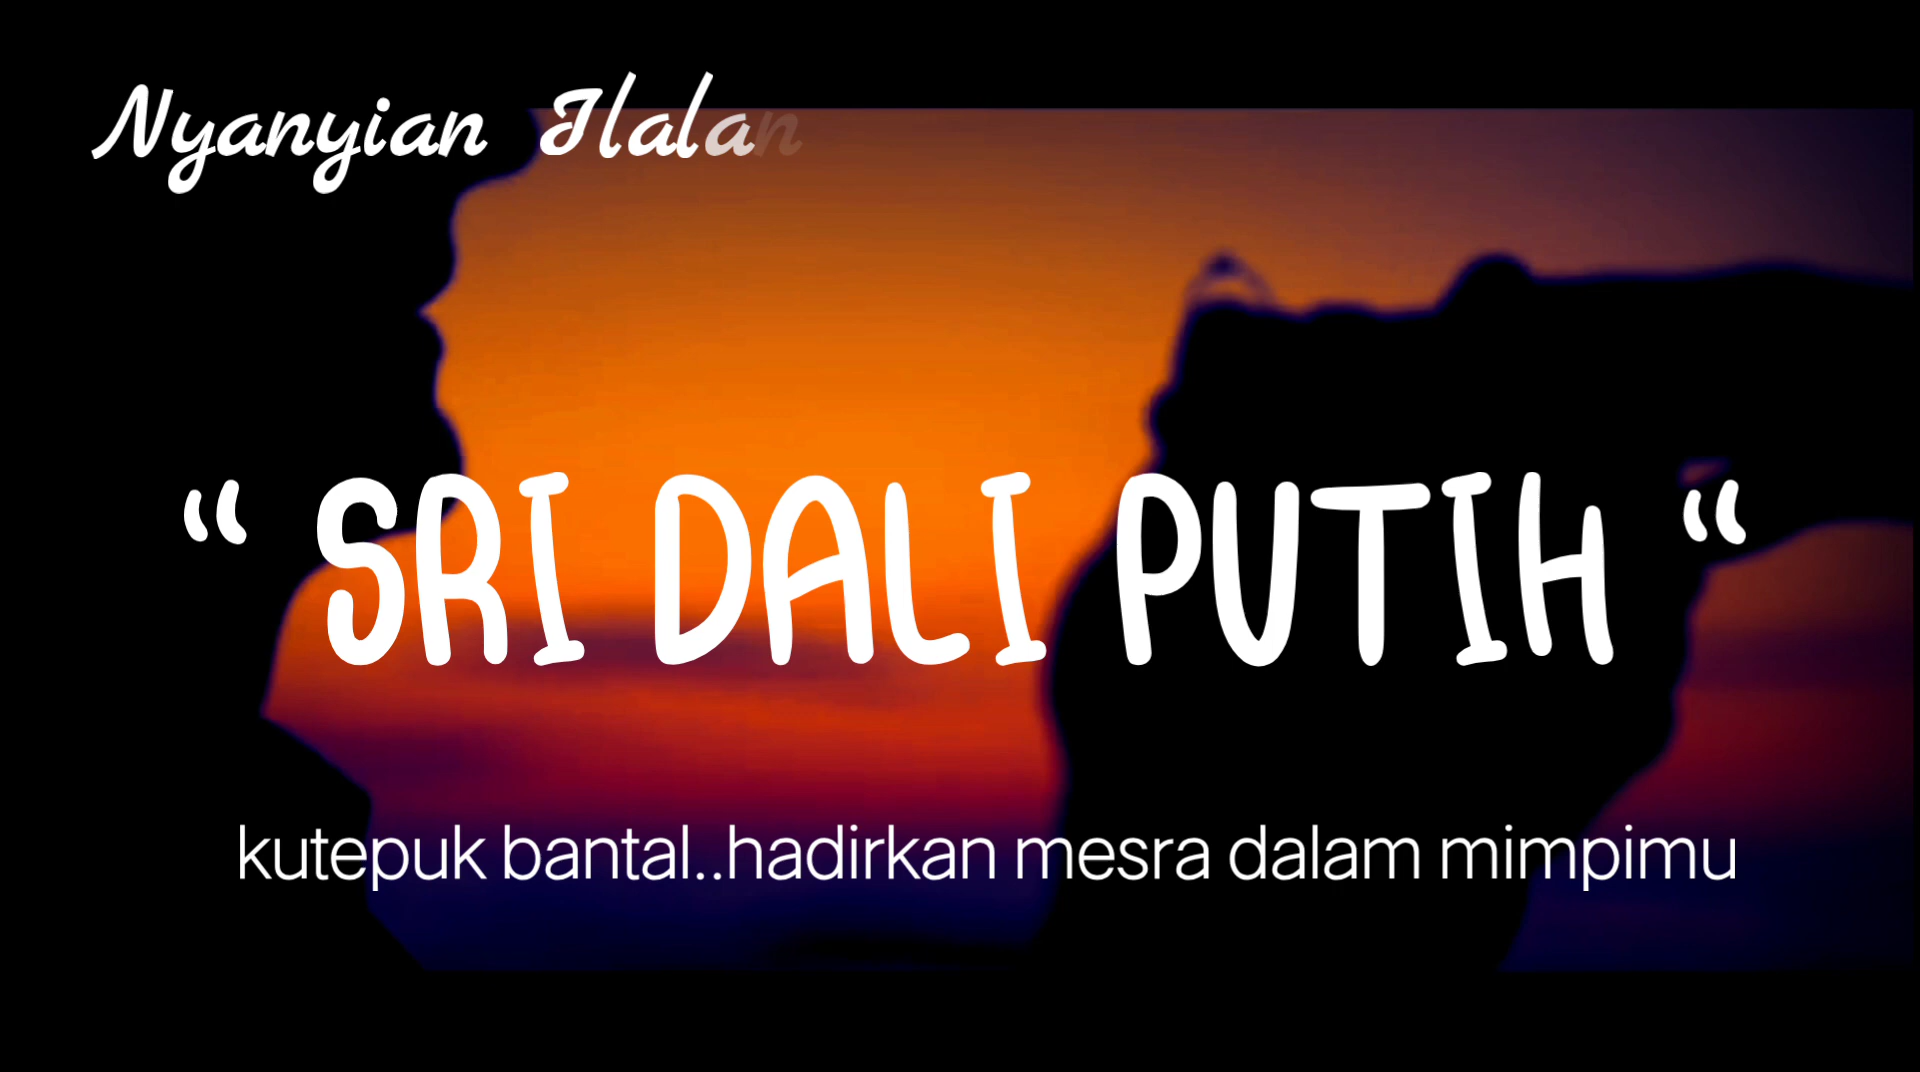 Nyanyian Ilalan
“ SRI DALI PUTIH “
kutepuk bantal..hadirkan mesra dalam mimpimu